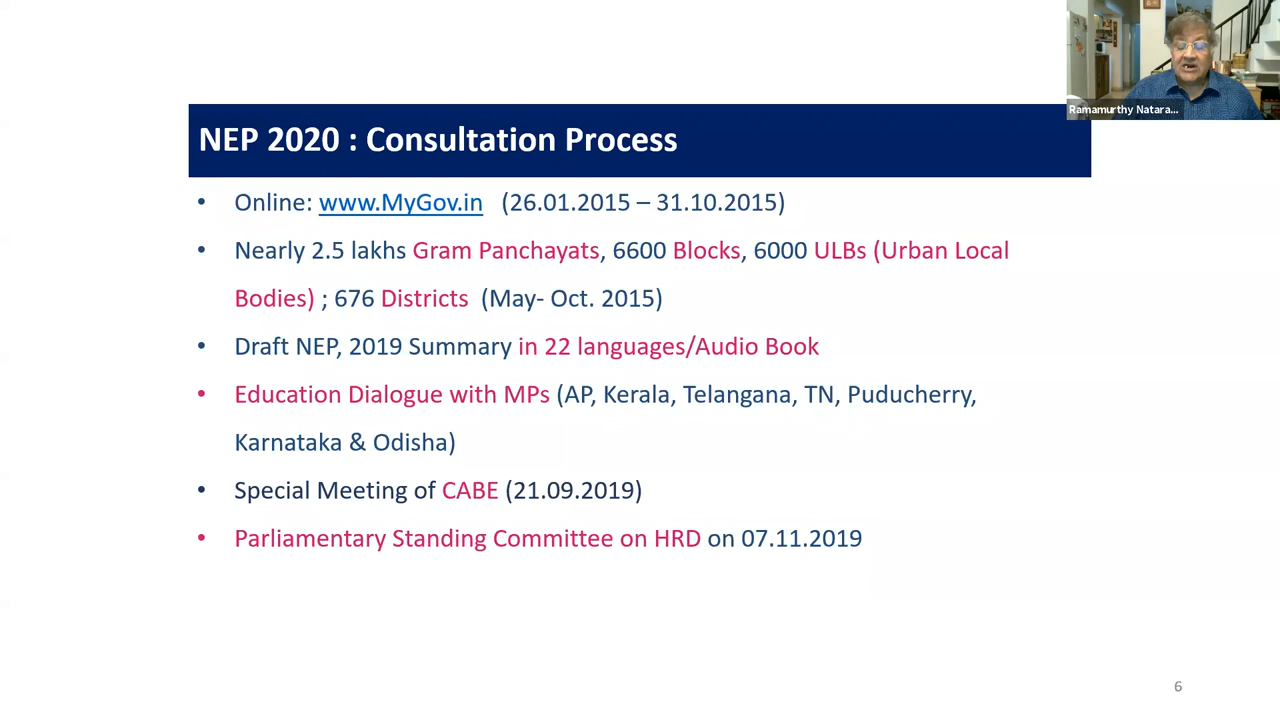 Ramamurthy Natara...
NEP 2020 : Consultation Process
• Online: www.MyGov.in (26.01.2015 – 31.10.2015)
• Nearly 2.5 lakhs Gram Panchayats, 6600 Blocks, 6000 ULBs (Urban Local
Bodies) ; 676 Districts (May- Oct. 2015)
• Draft NEP, 2019 Summary in 22 languages/Audio Book
• Education Dialogue with MPs (AP, Kerala, Telangana, TN, Puducherry,
Karnataka & Odisha)
• Special Meeting of CABE (21.09.2019)
• Parliamentary Standing Committee on HRD on 07.11.2019
6